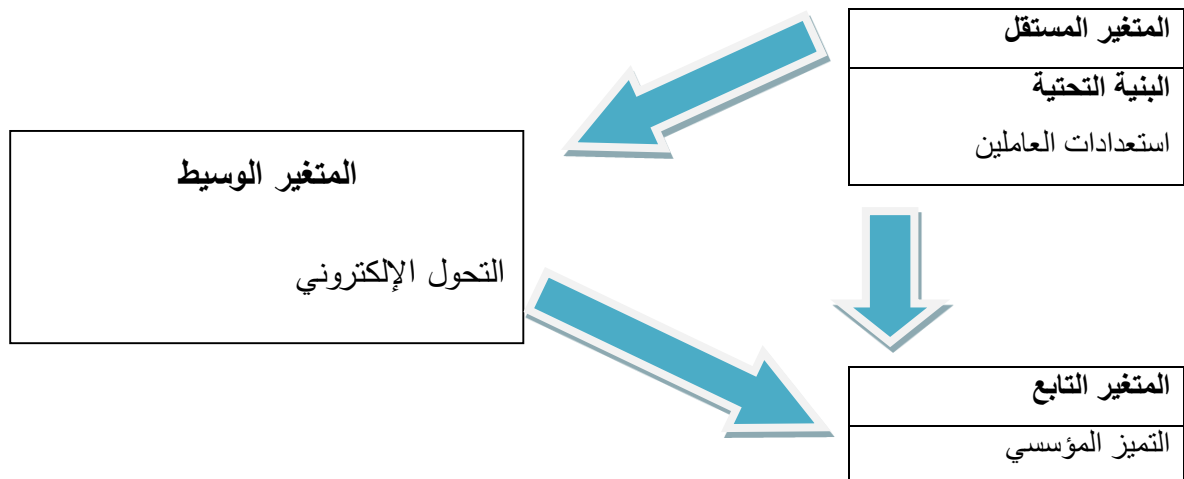 المتغير المستقل
البنية التحتية
استعدادات العاملين
المتغير الوسيط
التحول الإلكتروني
المتغير التابع
التميز المؤسسي